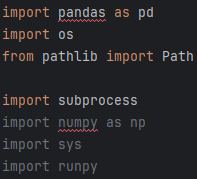 import pandas as pd
import os
from pathlib import Path
import subprocess
import numpy as np
import sys
import runpy